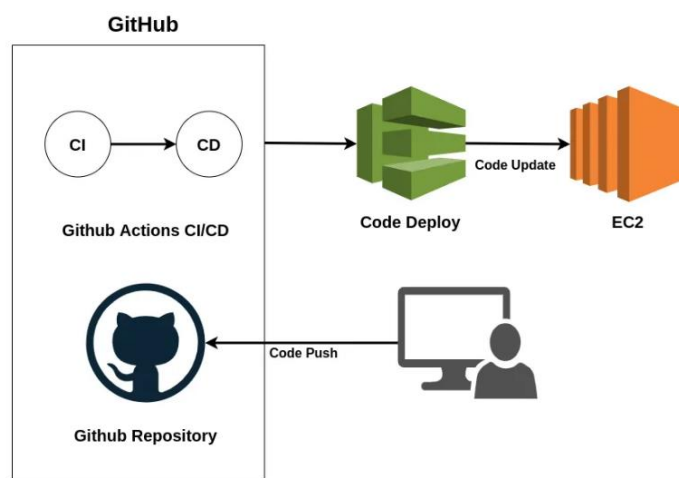 GitHub
CI
CD
Github Actions CI/CD
Code Deploy
Code Update
EC2
Code Push
Github Repository